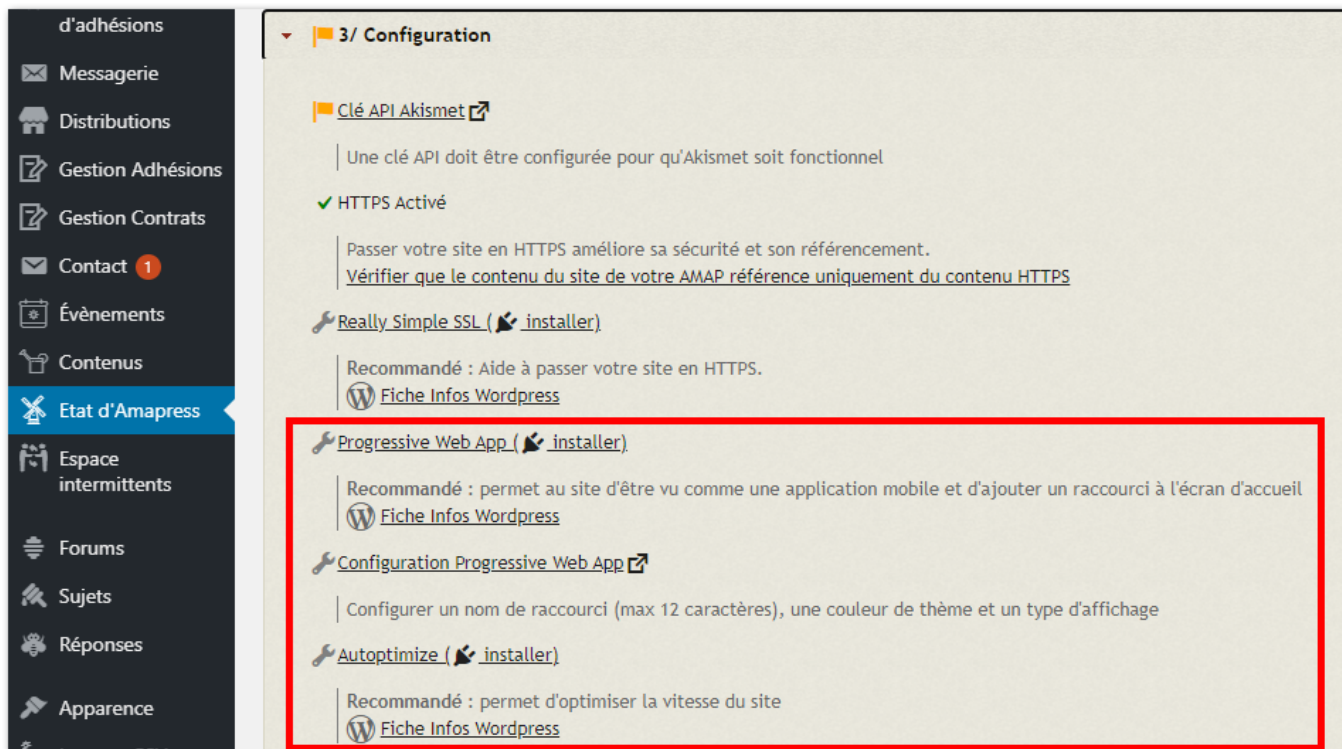 d'adhésions
Messagerie
Distributions
Gestion Adhésions
Gestion Contrats
Contact 1
Évènements
Contenus
Etat d'Amapress
Espace
intermittents
Forums
Sujets
Réponses
Apparence
3/ Configuration
Clé API Akismet
Une clé API doit être configurée pour qu'Akismet soit fonctionnel
HTTPS Activé
Passer votre site en HTTPS améliore sa sécurité et son référencement.
Vérifier que le contenu du site de votre AMAP référence uniquement du contenu HTTPS
Really Simple SSL ( installer)
Recommandé : Aide à passer votre site en HTTPS.
Fiche Infos Wordpress
Progressive Web App ( installer)
Recommandé : permet au site d'être vu comme une application mobile et d'ajouter un raccourci à l'écran d'accueil
Fiche Infos Wordpress
Configuration Progressive Web App
Configurer un nom de raccourci (max 12 caractères), une couleur de thème et un type d'affichage
Autoptimize ( installer)
Recommandé : permet d'optimiser la vitesse du site
Fiche Infos Wordpress